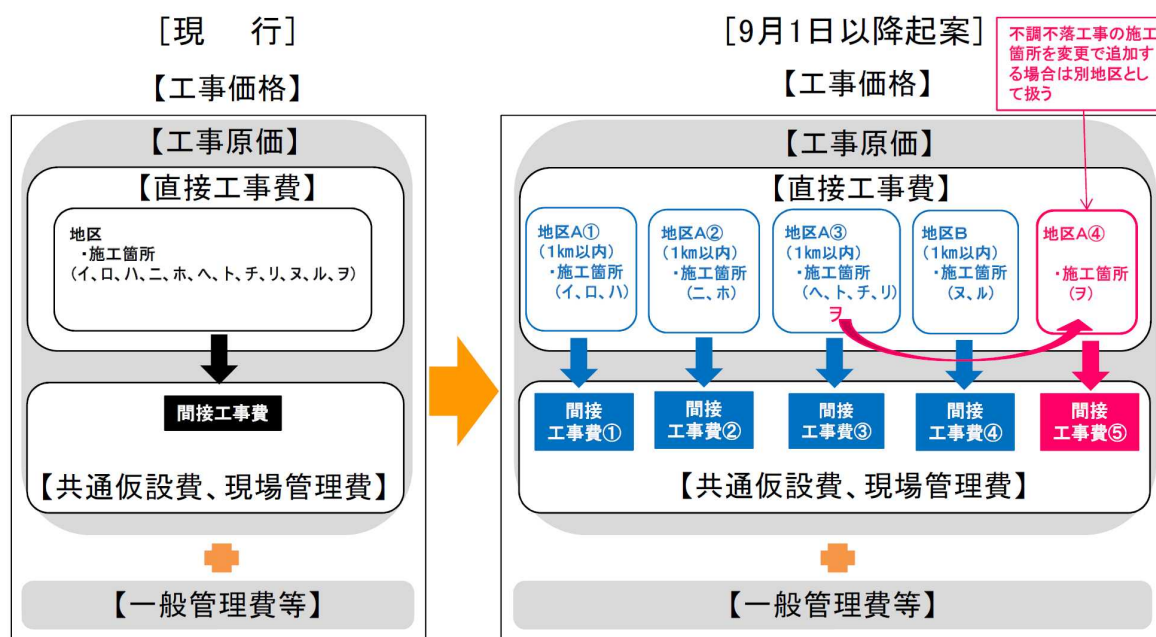 [現　行]
【工事価格】
【工事原価】
【直接工事費】
地区
・施工箇所
(イ、ロ、ハ、ニ、ホ、ヘ、ト、チ、リ、ヌ、ル、ヲ)
間接工事費
【共通仮設費、現場管理費】
【一般管理費等】
[9月1日以降起案]
不調不落工事の施工
箇所を変更で追加す
る場合は別地区とし
て扱う
【工事価格】
【工事原価】
【直接工事費】
地区A①
(1km以内)
・施工箇所
(イ、ロ、ハ)
地区A②
(1km以内)
・施工箇所
(ニ、ホ)
地区A③
(1km以内)
・施工箇所
(ヘ、ト、チ、リ)
ヲ
地区B
(1km以内)
・施工箇所
(ヌ、ル)
地区A④
・施工箇所
(ヲ)
間接
工事費①
間接
工事費②
間接
工事費③
間接
工事費④
間接
工事費⑤
【共通仮設費、現場管理費】
【一般管理費等】